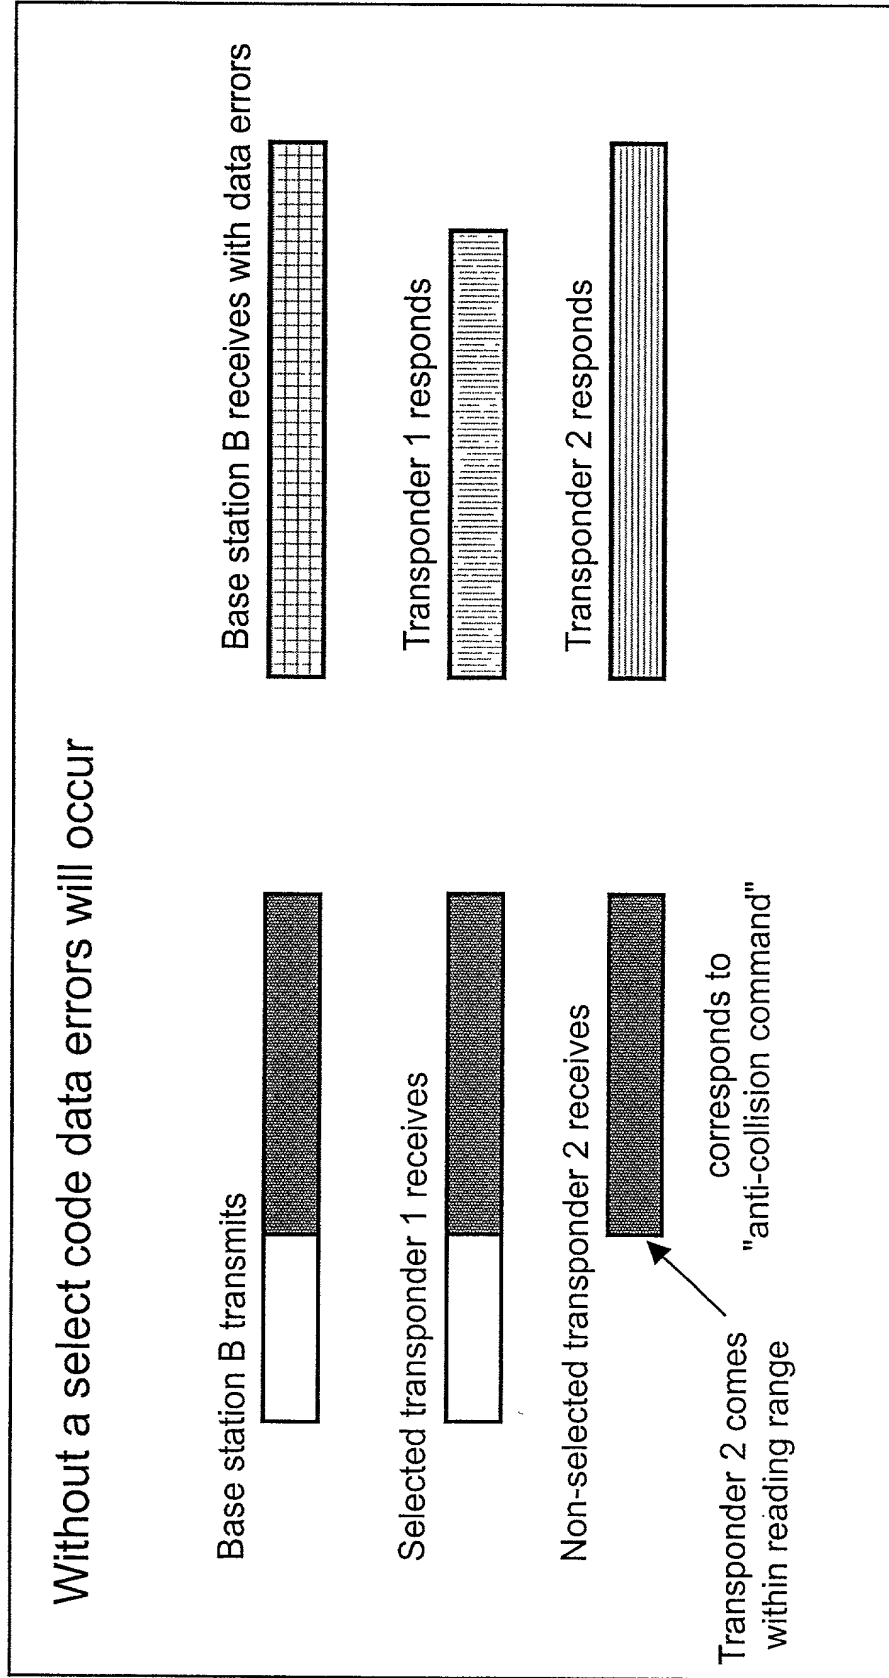 Without a select code data errors will occur
Base station B transmits
Base station B receives with data errors
Selected transponder 1 receives
Transponder 1 responds
Non-selected transponder 2 receives
Transponder 2 responds
Transponder 2 comes
within reading range
corresponds to
"anti-collision command"